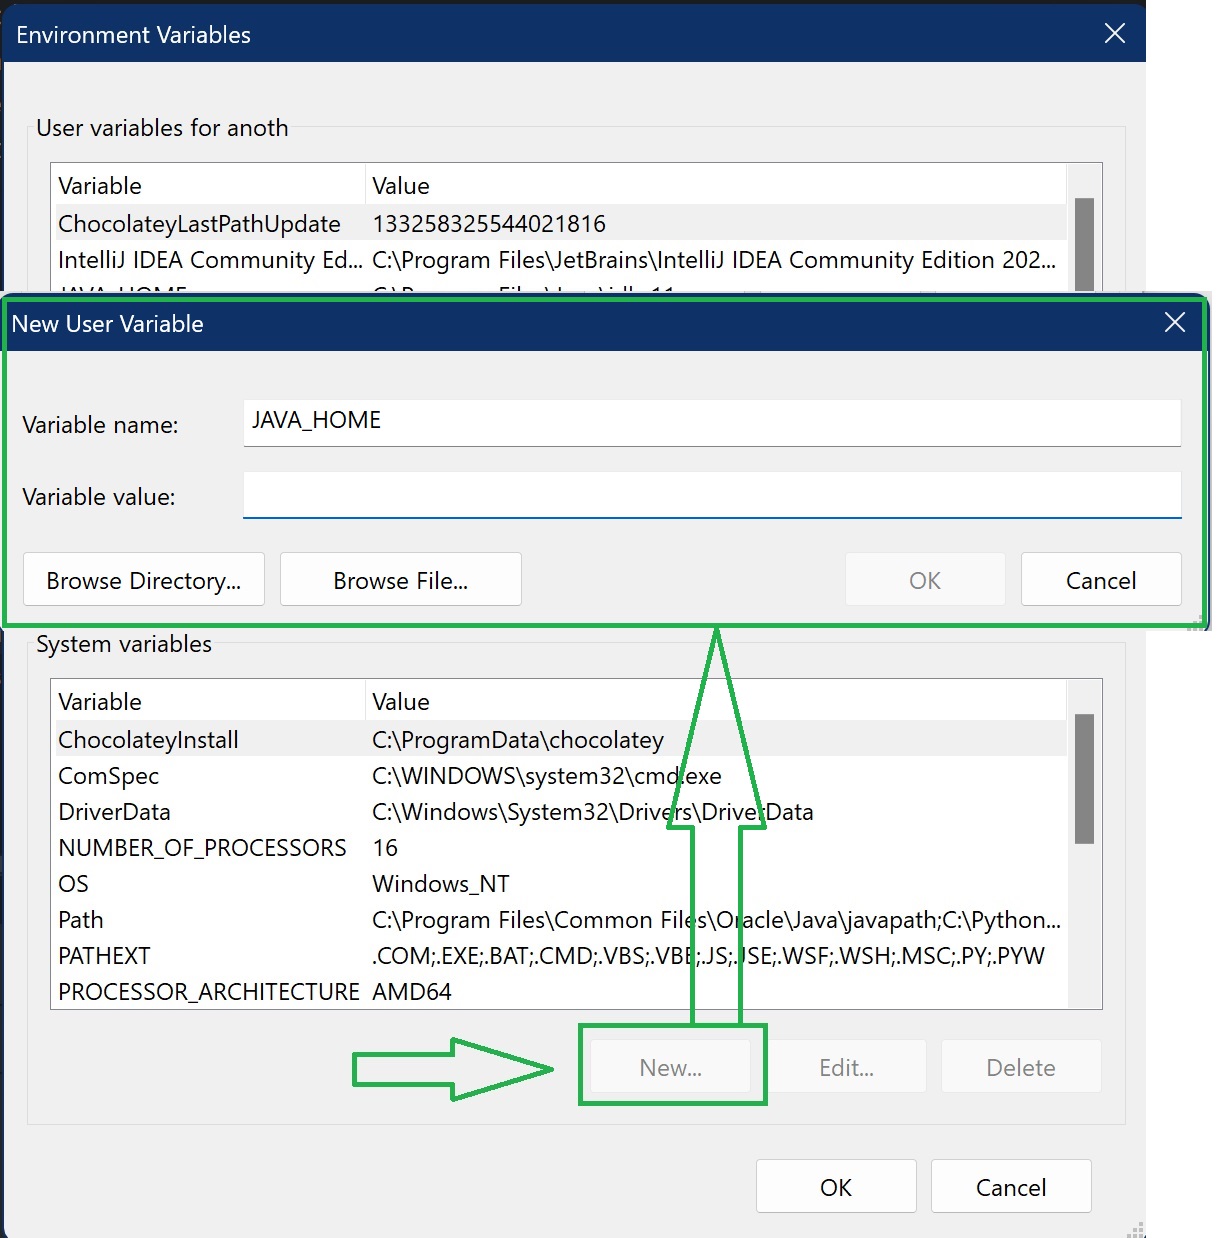 Environment Variables
User variables for anoth
Variable Value
ChocolateyLastPathUpdate 133258325544021816
IntelliJ IDEA Community Ed... C:\Program Files\JetBrains\IntelliJ IDEA Community Edition 202...
New User Variable
Variable name: JAVA_HOME
Variable value:
Browse Directory... Browse File... OK Cancel
System variables
Variable Value
ChocolateyInstall C:\ProgramData\chocolatey
ComSpec C:\WINDOWS\system32\cmd.exe
DriverData C:\Windows\System32\Drivers\DriverData
NUMBER_OF_PROCESSORS 16
OS Windows_NT
Path C:\Program Files\Common Files\Oracle\Java\javapath;C:\Python...
PATHEXT .COM;.EXE;.BAT;.CMD;.VBS;.VBE;.JS;.JSE;.WSF;.WSH;.MSC;.PY;.PYW
PROCESSOR_ARCHITECTURE AMD64
New... Edit... Delete
OK Cancel